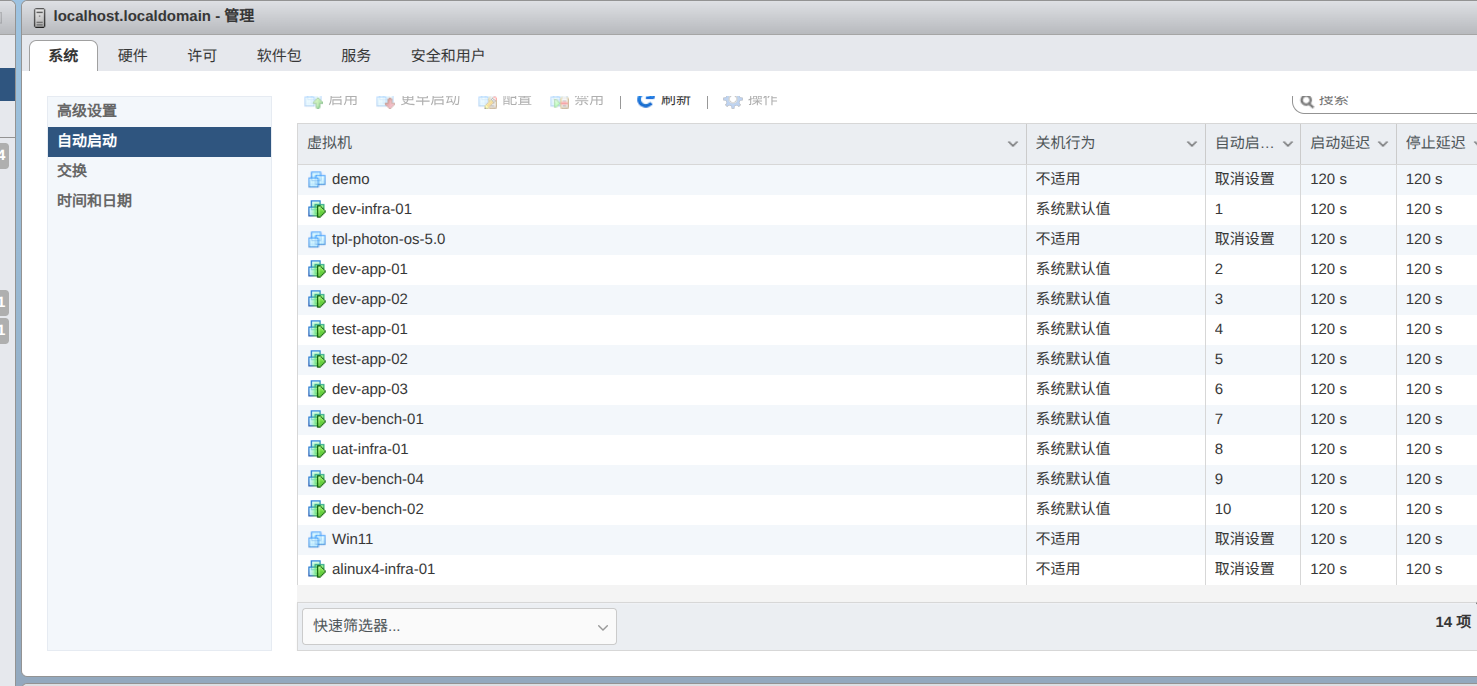 localhost.localdomain - 管理
系统 硬件 许可 软件包 服务 安全和用户
高级设置
自动启动
交换
时间和日期
启用 更早启动 配置 禁用 刷新 操作 搜索
虚拟机 关机行为 自动启... 启动延迟 停止延迟
demo 不适用 取消设置 120 s 120 s
dev-infra-01 系统默认值 1 120 s 120 s
tpl-photon-os-5.0 不适用 取消设置 120 s 120 s
dev-app-01 系统默认值 2 120 s 120 s
dev-app-02 系统默认值 3 120 s 120 s
test-app-01 系统默认值 4 120 s 120 s
test-app-02 系统默认值 5 120 s 120 s
dev-app-03 系统默认值 6 120 s 120 s
dev-bench-01 系统默认值 7 120 s 120 s
uat-infra-01 系统默认值 8 120 s 120 s
dev-bench-04 系统默认值 9 120 s 120 s
dev-bench-02 系统默认值 10 120 s 120 s
Win11 不适用 取消设置 120 s 120 s
alinux4-infra-01 不适用 取消设置 120 s 120 s
快速筛选器...
14 项
4
1
1